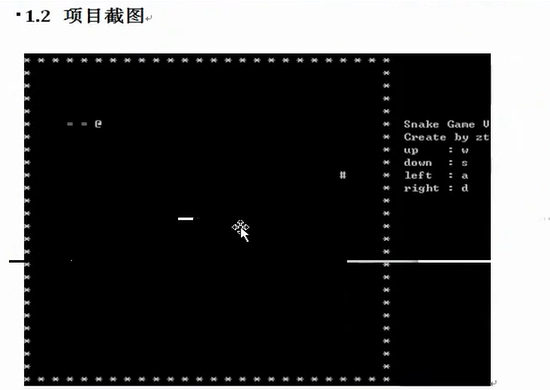 1.2 项目截图
* * * * * * * * * * * * * * * * * * * * * * * * * *
= = @
Snake Game V
Create by zt
up : w
down : s
#
left : a
right : d
* * * * * * * * * * * * * * * * * * * * * * * * * *